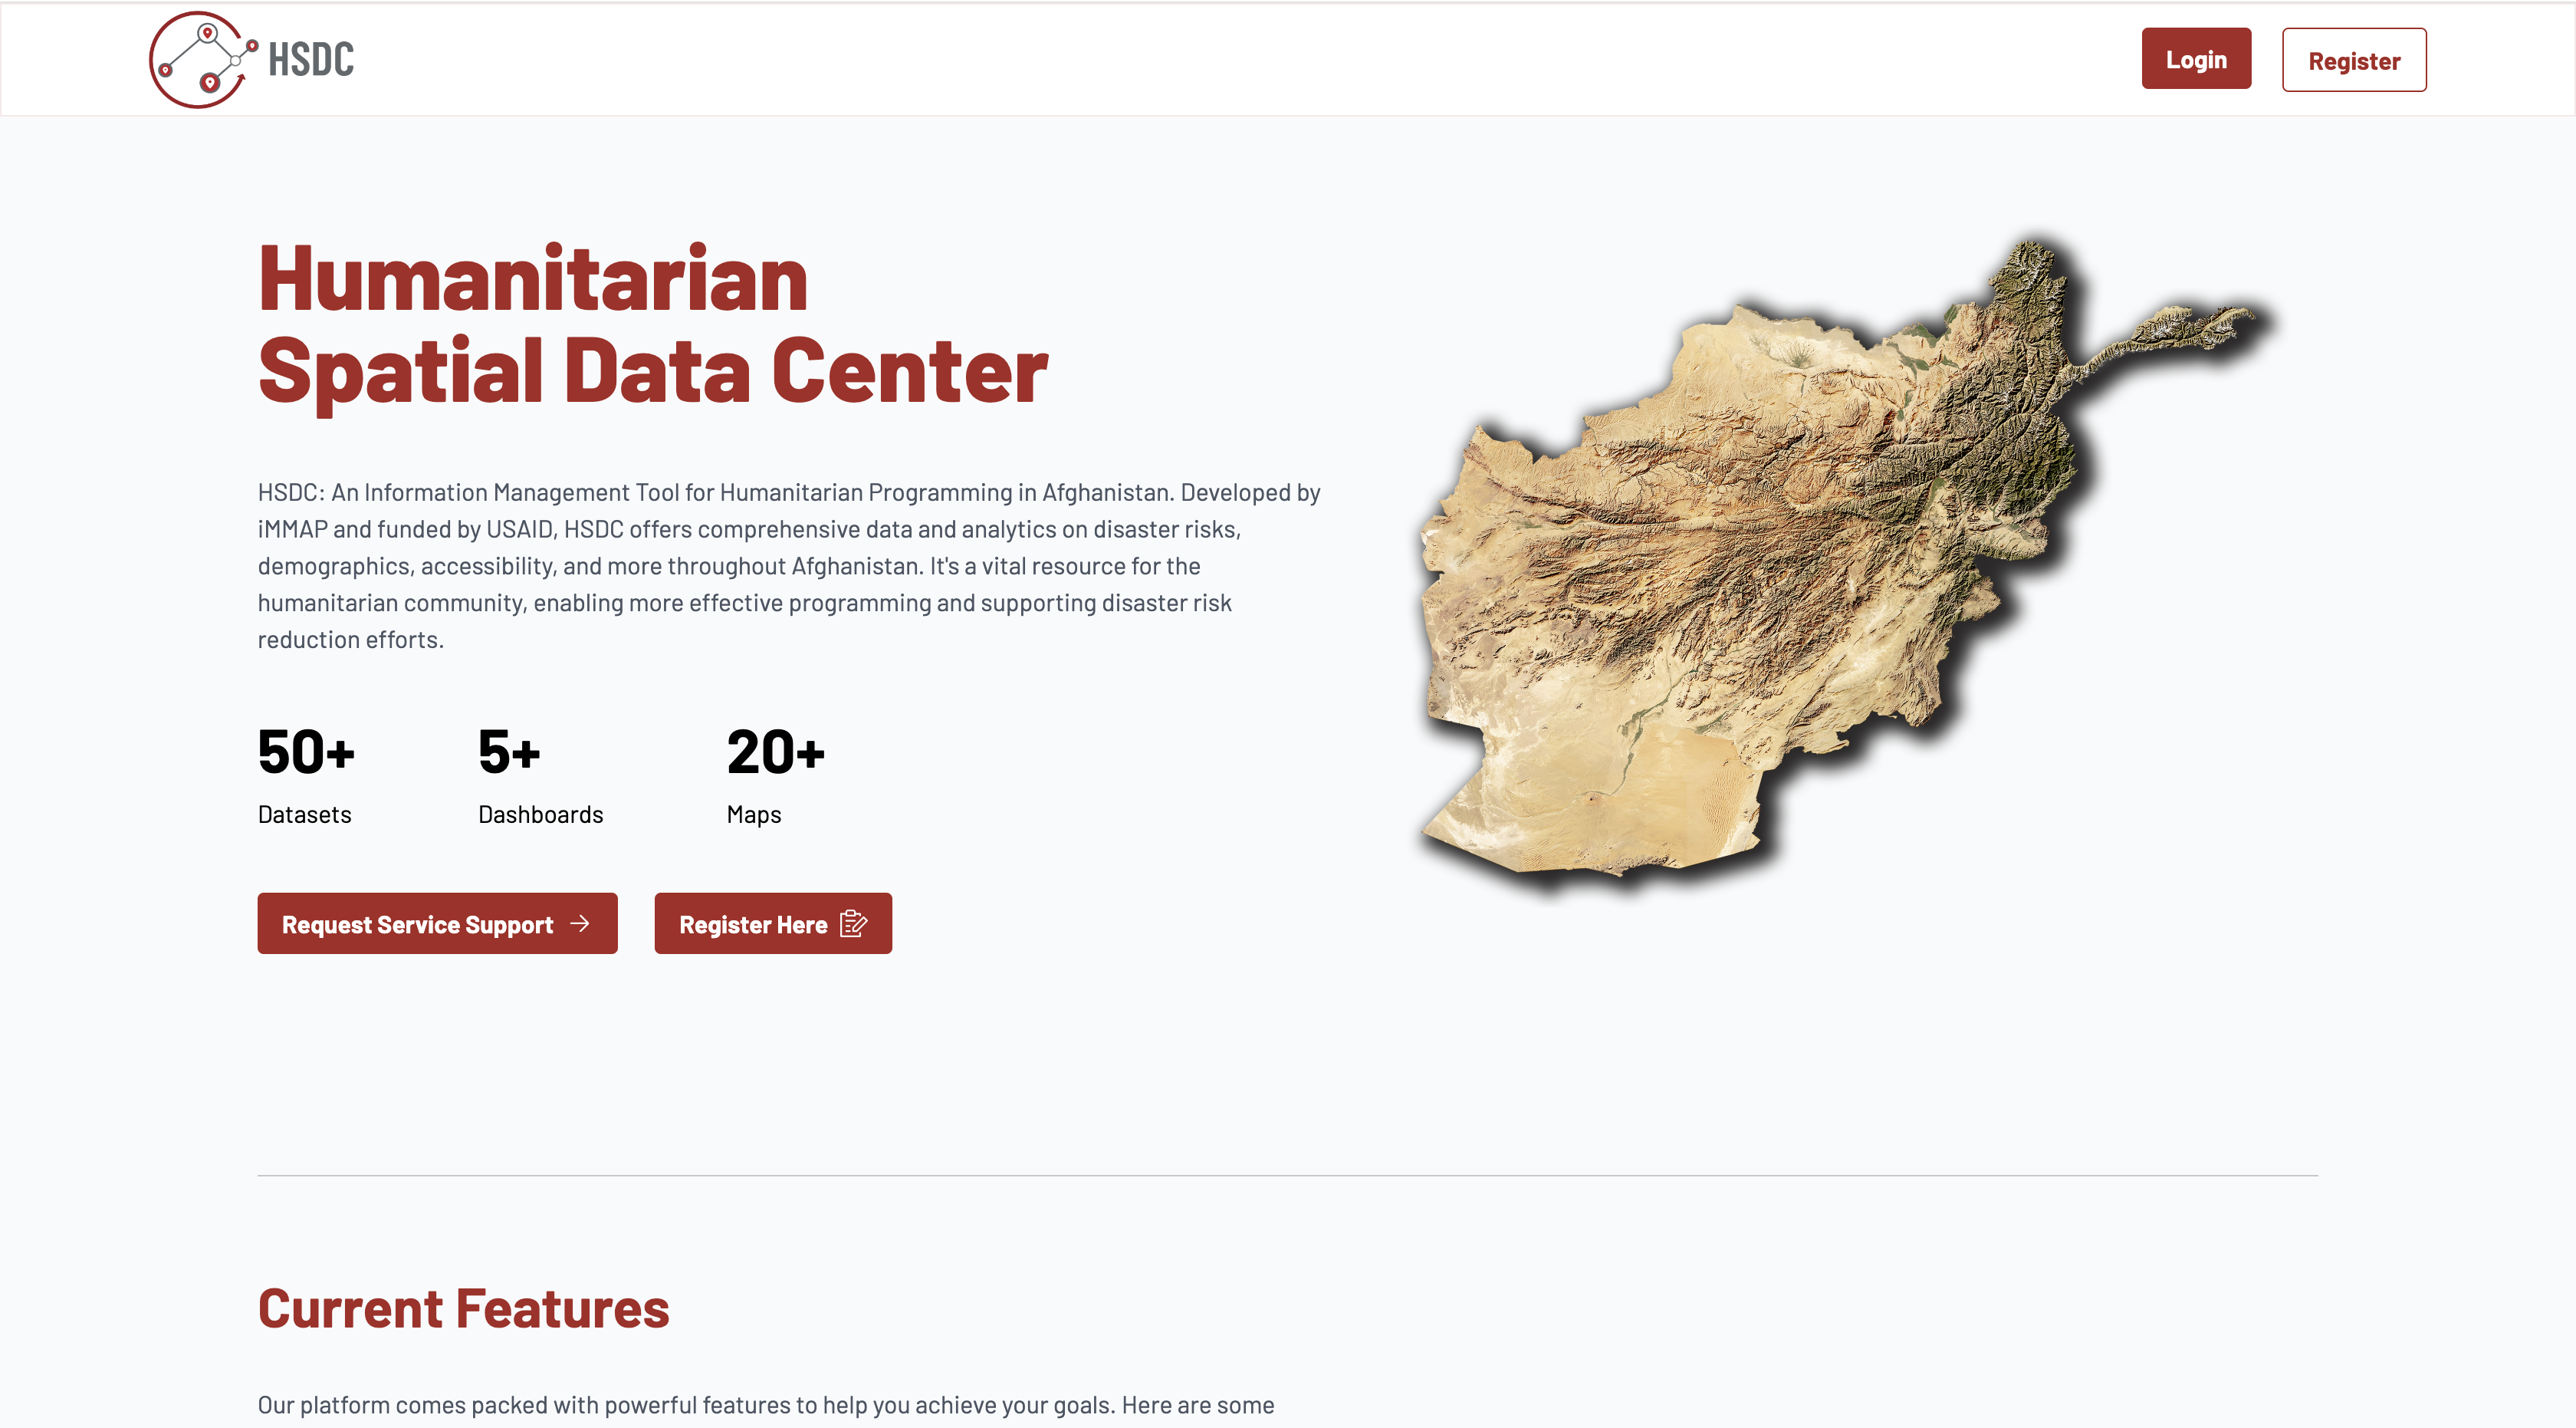 HSDC
Login
Register
Humanitarian
Spatial Data Center
HSDC: An Information Management Tool for Humanitarian Programming in Afghanistan. Developed by
iMMAP and funded by USAID, HSDC offers comprehensive data and analytics on disaster risks,
demographics, accessibility, and more throughout Afghanistan. It's a vital resource for the
humanitarian community, enabling more effective programming and supporting disaster risk
reduction efforts.
50+
5+
20+
Datasets
Dashboards
Maps
Request Service Support
Register Here
Current Features
Our platform comes packed with powerful features to help you achieve your goals. Here are some